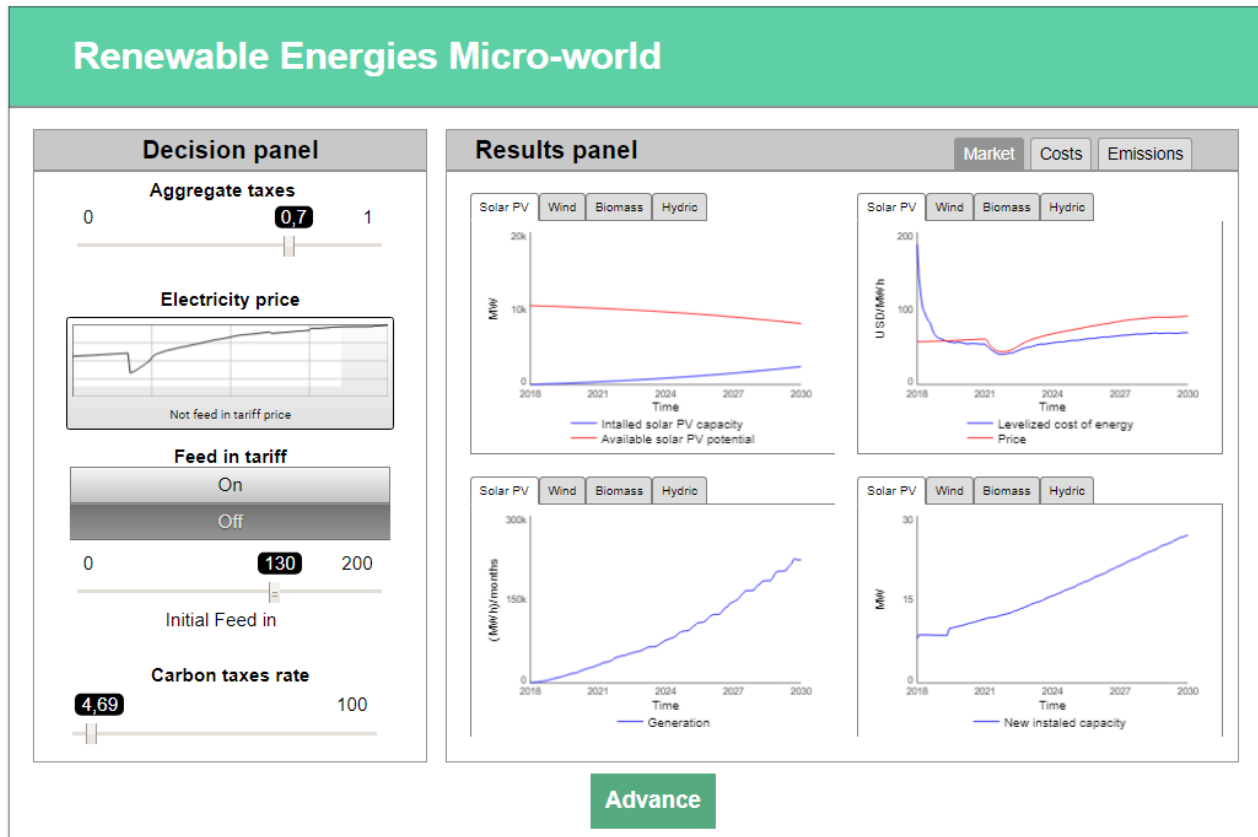 Renewable Energies Micro-world
Decision panel
Aggregate taxes
0 0,7 1
Electricity price
Not feed in tariff price
Feed in tariff
On
Off
0 130 200
Initial Feed in
Carbon taxes rate
4,69 100
Results panel
Market Costs Emissions
Solar PV Wind Biomass Hydric
20k
10k
0
MW
2018 2021 2024 2027 2030
Time
Intalled solar PV capacity
Available solar PV potential
Solar PV Wind Biomass Hydric
200
100
0
USD/MWh
2018 2021 2024 2027 2030
Time
Levelized cost of energy
Price
Solar PV Wind Biomass Hydric
300k
150k
0
(MW/h)/months
2018 2021 2024 2027 2030
Time
Generation
Solar PV Wind Biomass Hydric
30
15
0
MW
2018 2021 2024 2027 2030
Time
New instaled capacity
Advance